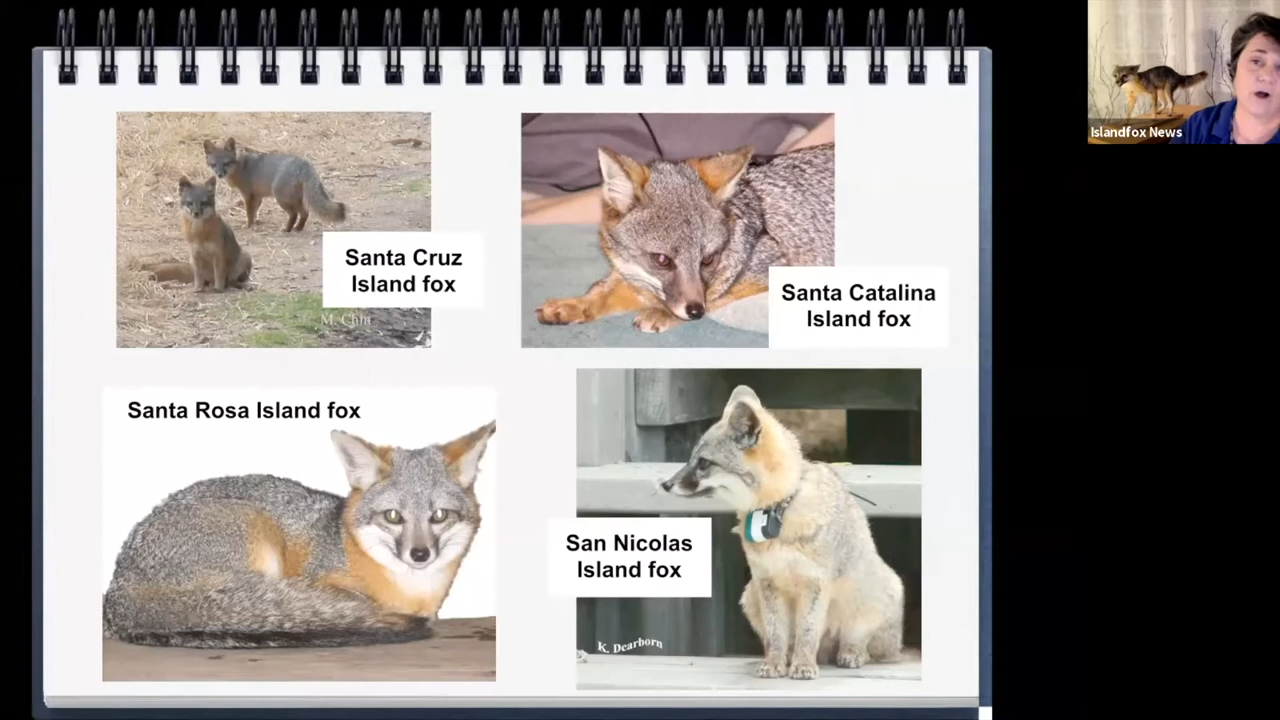 Islandfox News
Santa Cruz
Island fox
M. Chin
Santa Catalina
Island fox
Santa Rosa Island fox
San Nicolas
Island fox
K. Dearborn